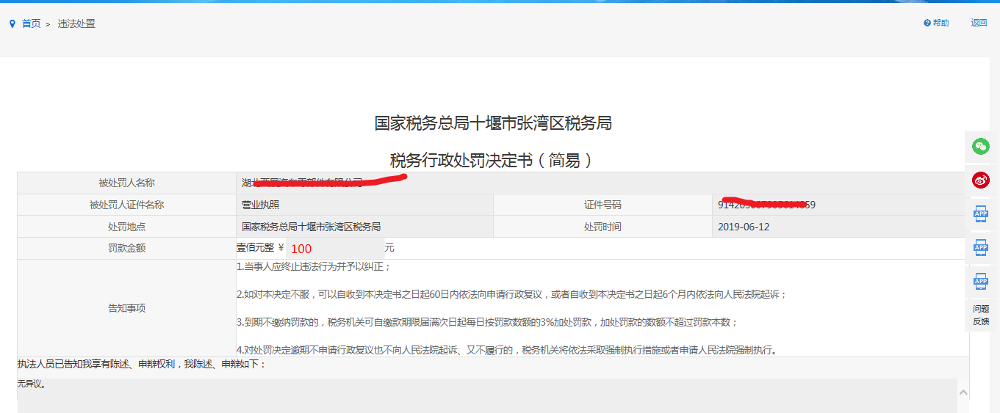 首页 > 违法处置
帮助 返回
国家税务总局十堰市张湾区税务局
税务行政处罚决定书（简易）
被处罚人名称 湖北
被处罚人证件名称 营业执照 证件号码
处罚地点 国家税务总局十堰市张湾区税务局 处罚时间 2019-06-12
罚款金额 壹佰元整 ¥ 100 元
告知事项
1.当事人应终止违法行为并予以纠正；
2.如对本决定不服，可以自收到本决定书之日起60日内依法向申请行政复议，或者自收到本决定书之日起6个月内依法向人民法院起诉；
3.到期不缴纳罚款的，税务机关可自缴款期限届满次日起每日按罚款数额的3%加处罚款，加处罚款的数额不超过罚款本数；
4.对处罚决定逾期不申请行政复议也不向人民法院起诉、又不履行的，税务机关将依法采取强制执行措施或者申请人民法院强制执行。
执法人员已告知我享有陈述、申辩权利，我陈述、申辩如下：
无异议。
APP
APP
APP
问题
反馈